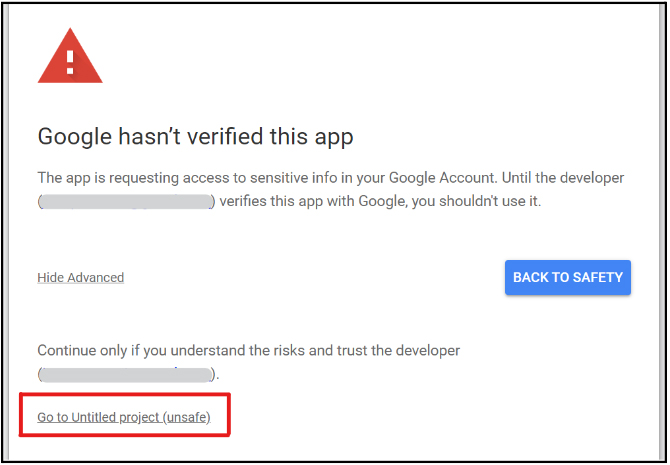 Google hasn't verified this app
The app is requesting access to sensitive info in your Google Account. Until the developer
() verifies this app with Google, you shouldn't use it.
Hide Advanced
BACK TO SAFETY
Continue only if you understand the risks and trust the developer
().
Go to Untitled project (unsafe)